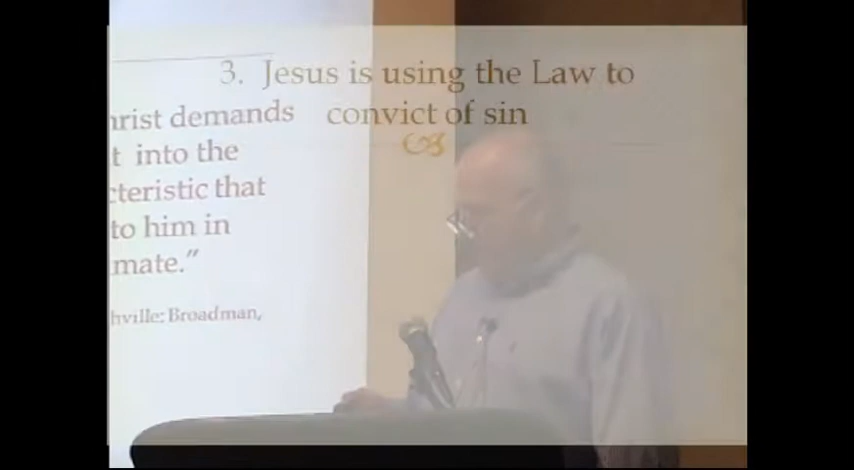 3. Jesus is using the Law to
convict of sin
hrist demands
t into the
cteristic that
to him in
mate.”
hville: Broadman,